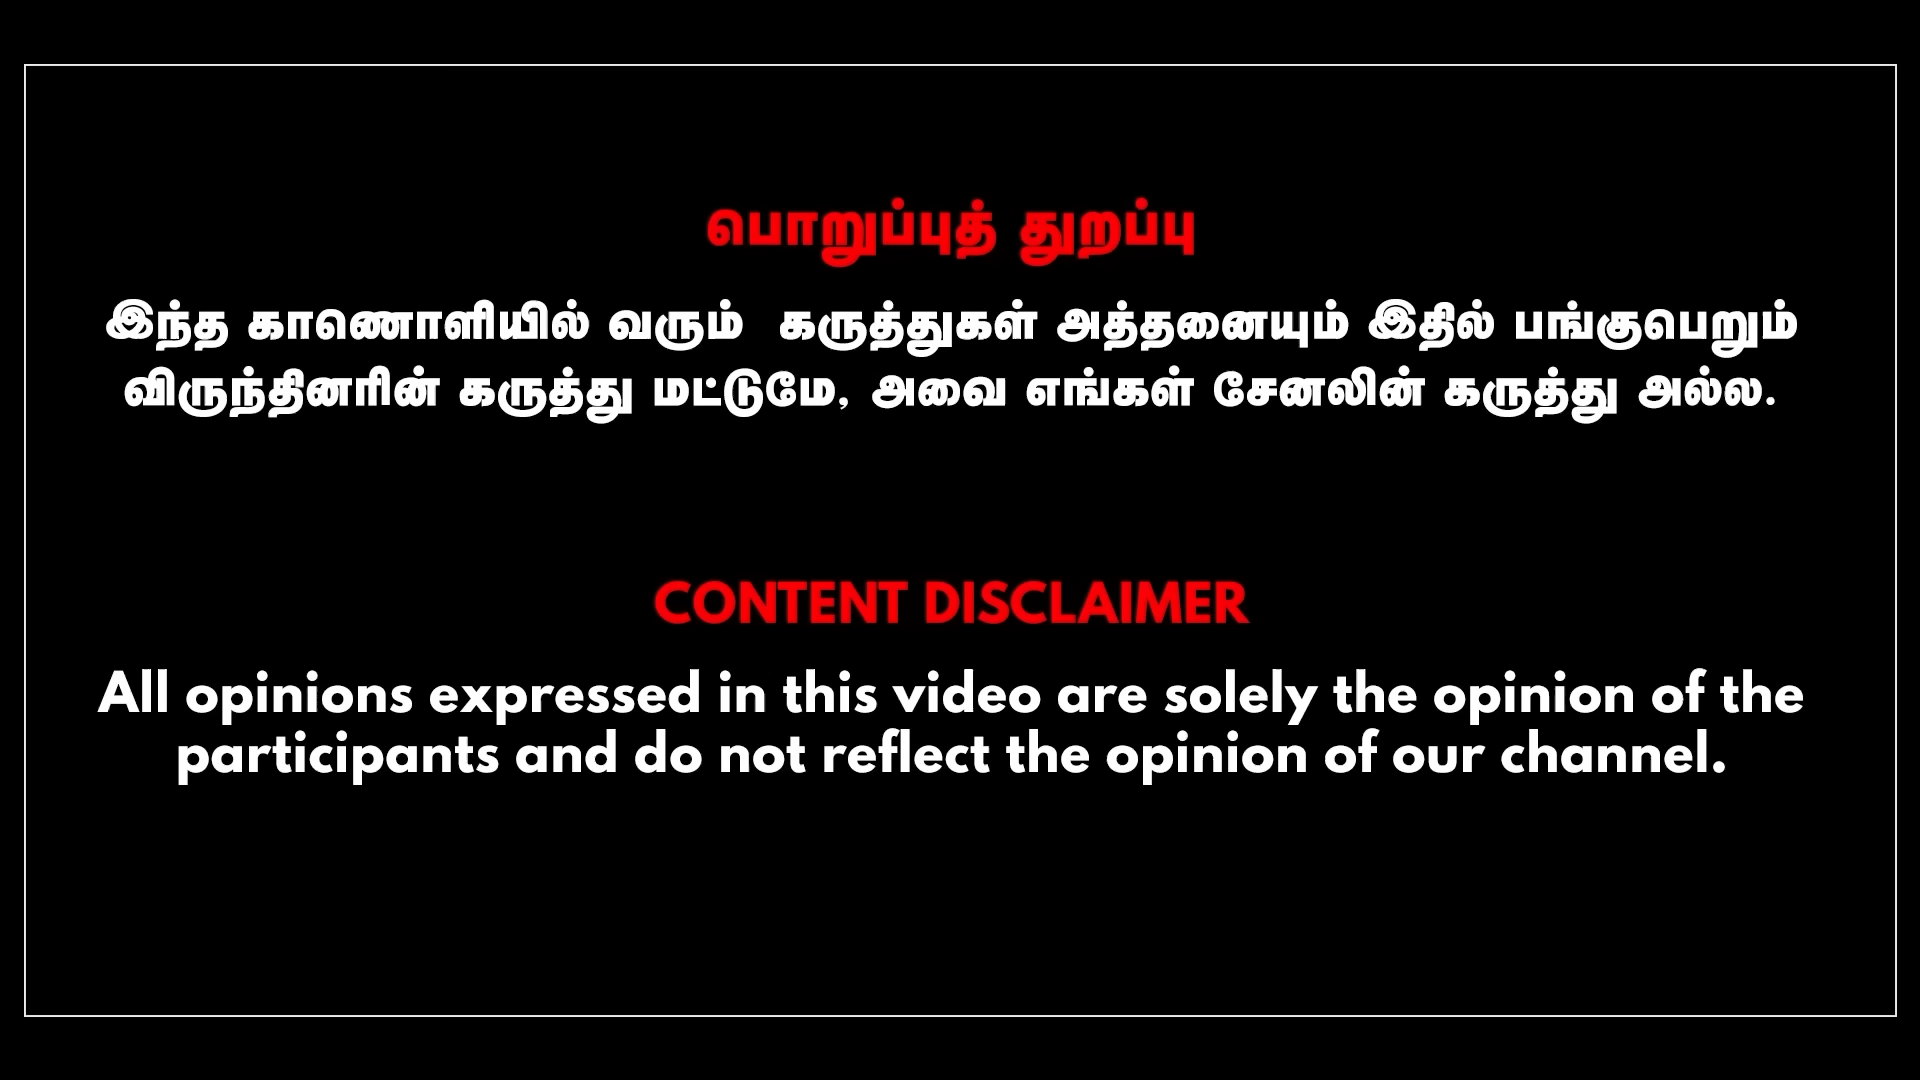 பொறுப்புத் துறப்பு
இந்த காணொளியில் வரும் கருத்துகள் அத்தனையும் இதில் பங்குபெறும்
விருந்தினரின் கருத்து மட்டுமே, அவை எங்கள் சேனலின் கருத்து அல்ல.
CONTENT DISCLAIMER
All opinions expressed in this video are solely the opinion of the
participants and do not reflect the opinion of our channel.